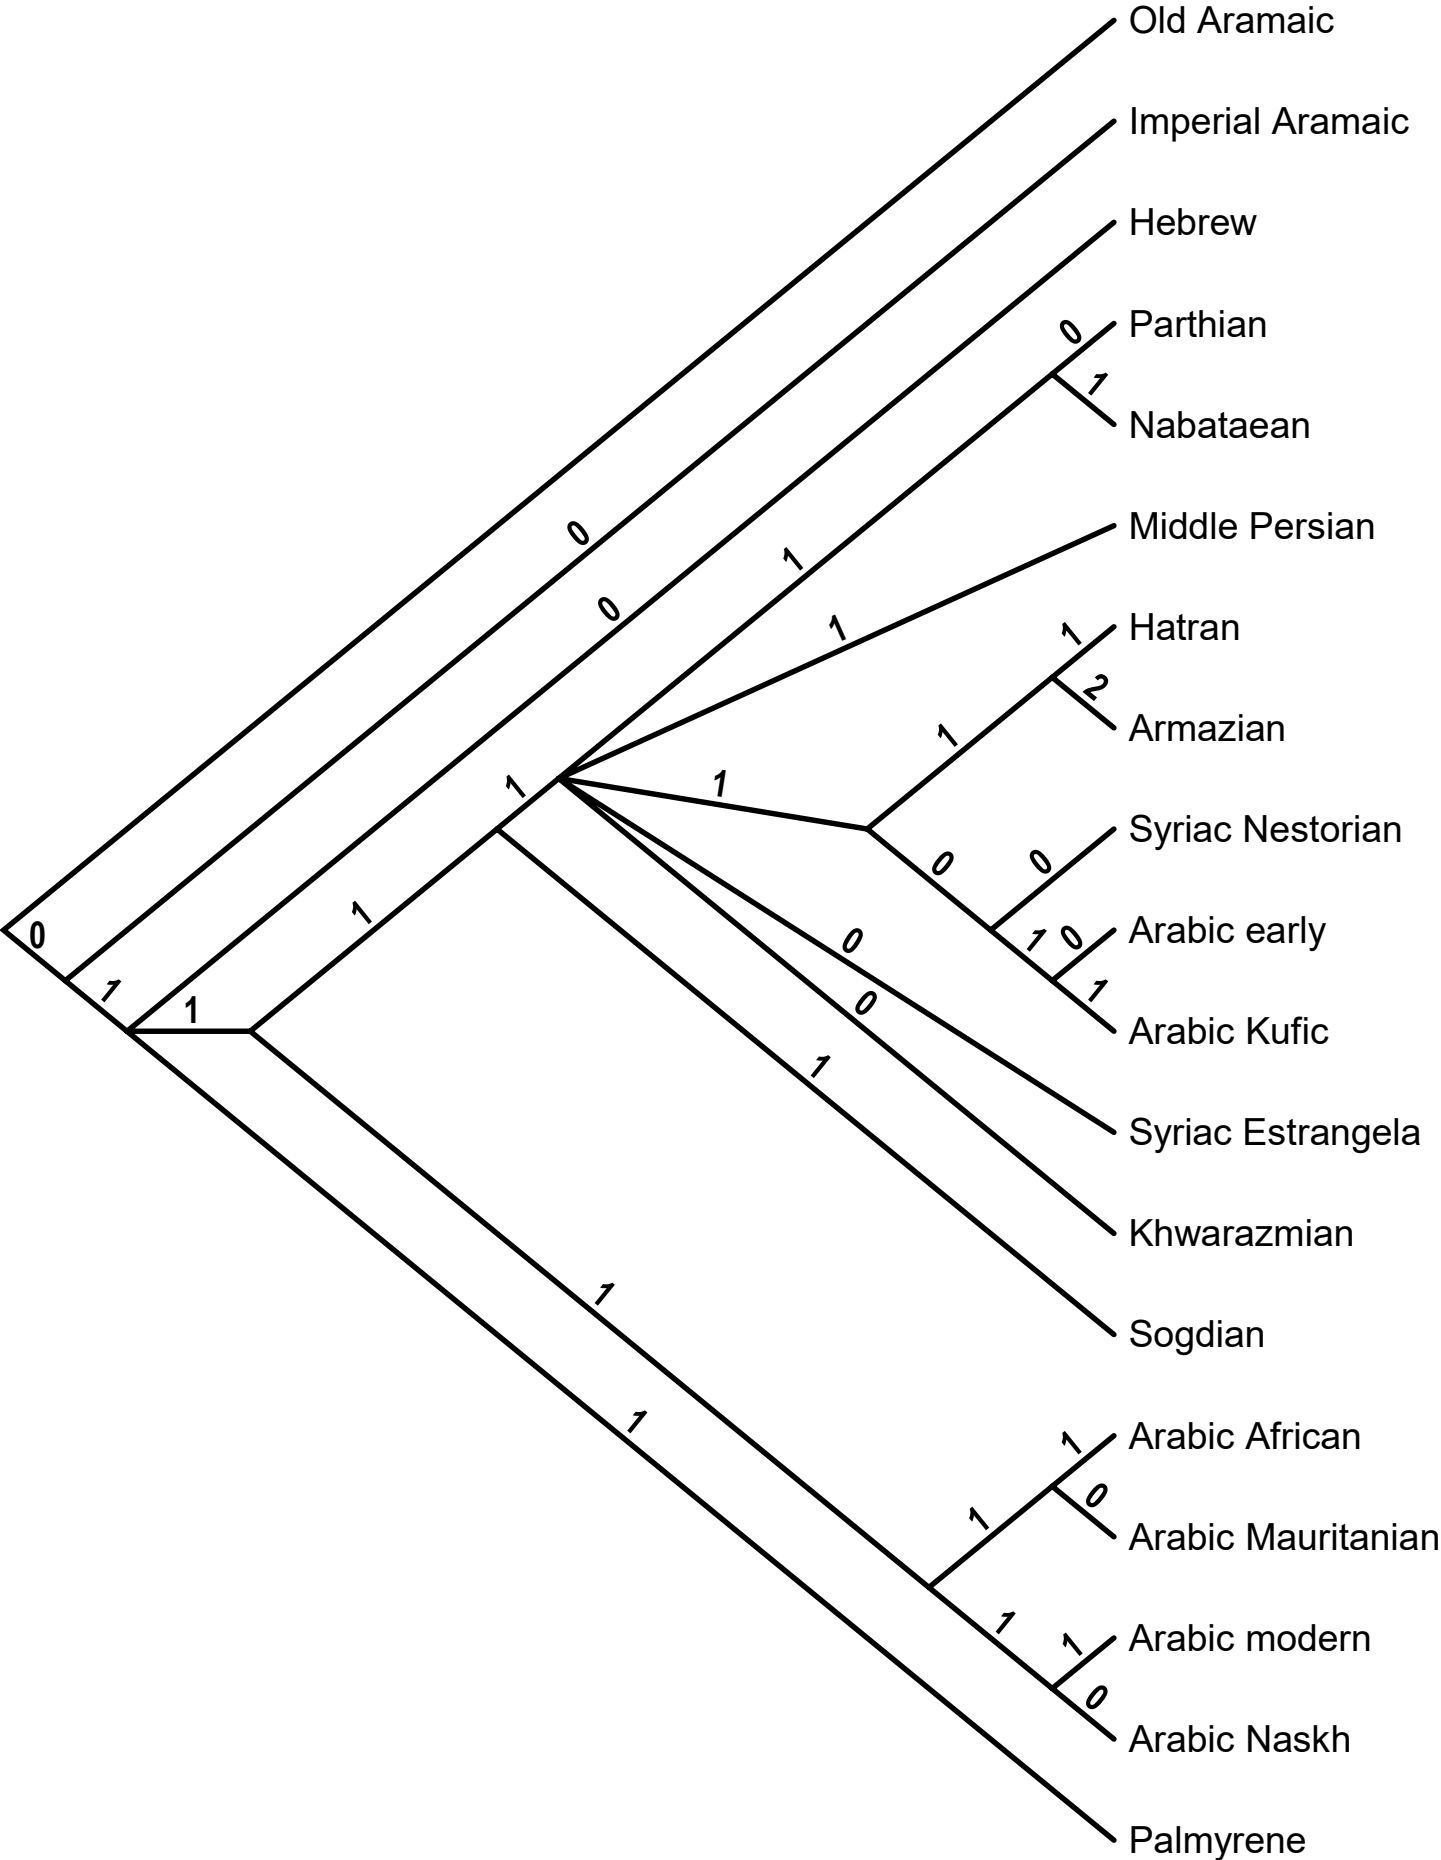 Old Aramaic
Imperial Aramaic
Hebrew
0
Parthian
1
Nabataean
0
Middle Persian
1
0
1
1
Hatran
2
Armazian
1
1
1
Syriac Nestorian
0
0
1
0
1
0
Arabic early
0
1
1
0
1
Arabic Kufic
1
Syriac Estrangela
Khwarazmian
1
Sogdian
1
1
Arabic African
0
1
Arabic Mauritanian
1
1
Arabic modern
0
Arabic Naskh
Palmyrene